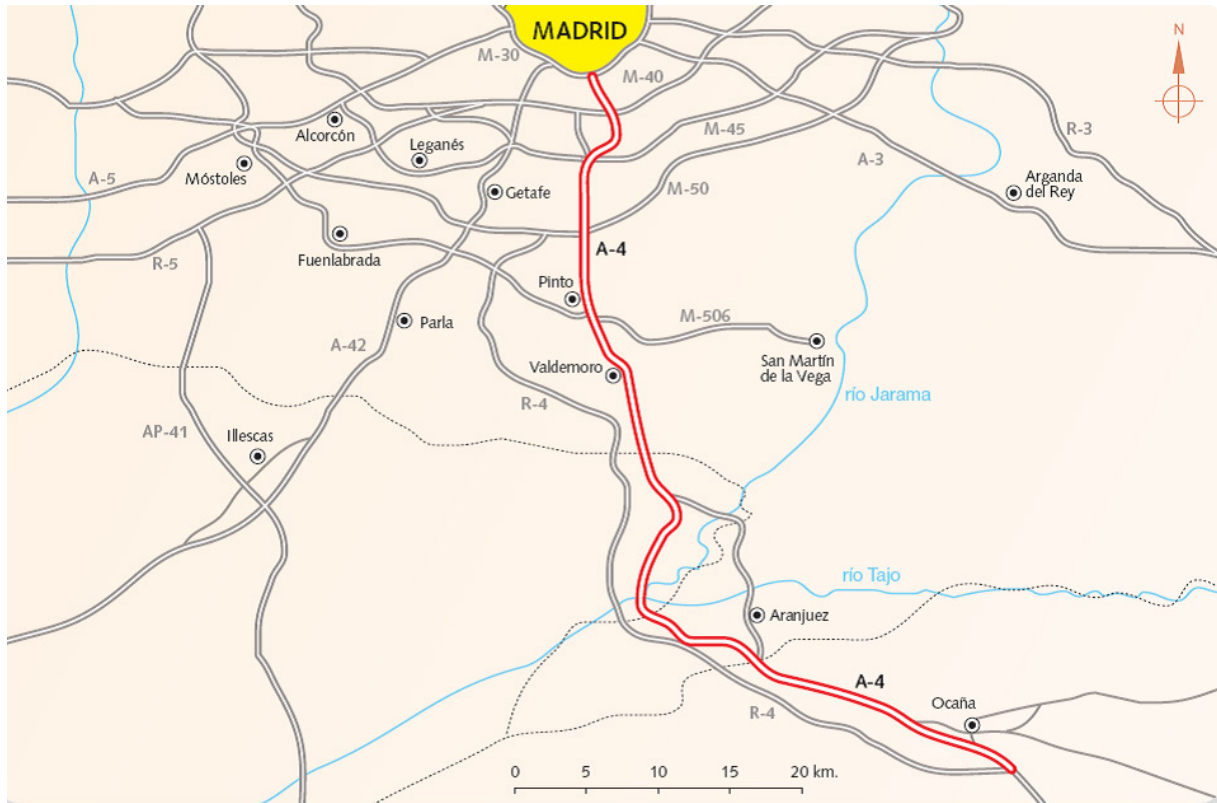 MADRID
N
M-30
M-40
R-3
Alcorcón
M-45
Leganés
A-3
A-5
Móstoles
M-50
Arganda
del Rey
Getafe
A-4
Fuenlabrada
R-5
Pinto
M-506
Parla
A-42
San Martín
de la Vega
Valdemoro
río Jarama
R-4
AP-41
Illescas
río Tajo
Aranjuez
A-4
Ocaña
R-4
0 5 10 15 20 km.